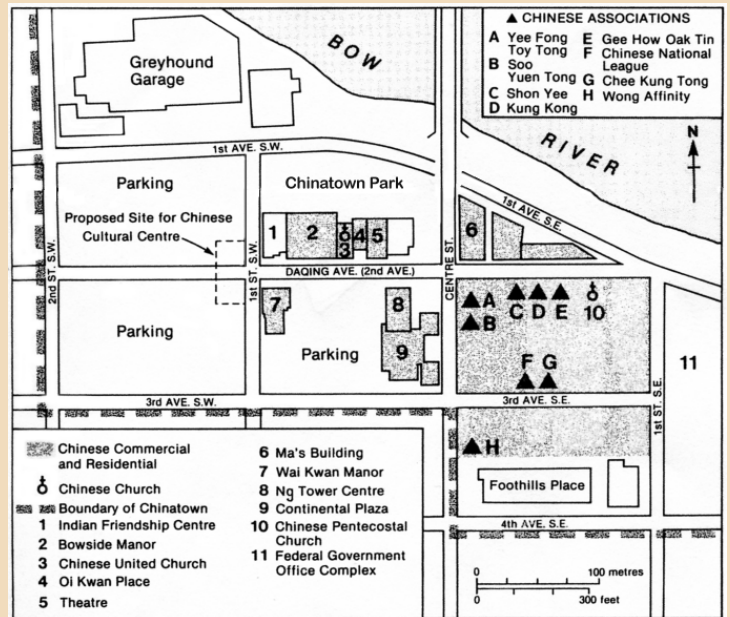 ▲ CHINESE ASSOCIATIONS
A Yee Fong Toy Tong
B Soo Yuen Tong
C Shon Yee
D Kung Kong
E Gee How Oak Tin
F Chinese National League
G Chee Kung Tong
H Wong Affinity
Greyhound Garage
BOW
RIVER
N
1st AVE. S.W.
1st AVE. S.E.
Parking
Chinatown Park
Proposed Site for Chinese Cultural Centre
1
2
3
4
5
6
2nd ST. S.W.
1st ST. S.W.
DAQING AVE. (2nd AVE.)
CENTRE ST.
7
8
9
A
B
C
D
E
10
Parking
Parking
F
G
11
3rd AVE. S.W.
3rd AVE. S.E.
1st ST. S.E.
H
Foothills Place
4th AVE. S.E.
Chinese Commercial and Residential
Chinese Church
Boundary of Chinatown
1 Indian Friendship Centre
2 Bowside Manor
3 Chinese United Church
4 Oi Kwan Place
5 Theatre
6 Ma's Building
7 Wai Kwan Manor
8 Ng Tower Centre
9 Continental Plaza
10 Chinese Pentecostal Church
11 Federal Government Office Complex
0 100 metres
0 300 feet